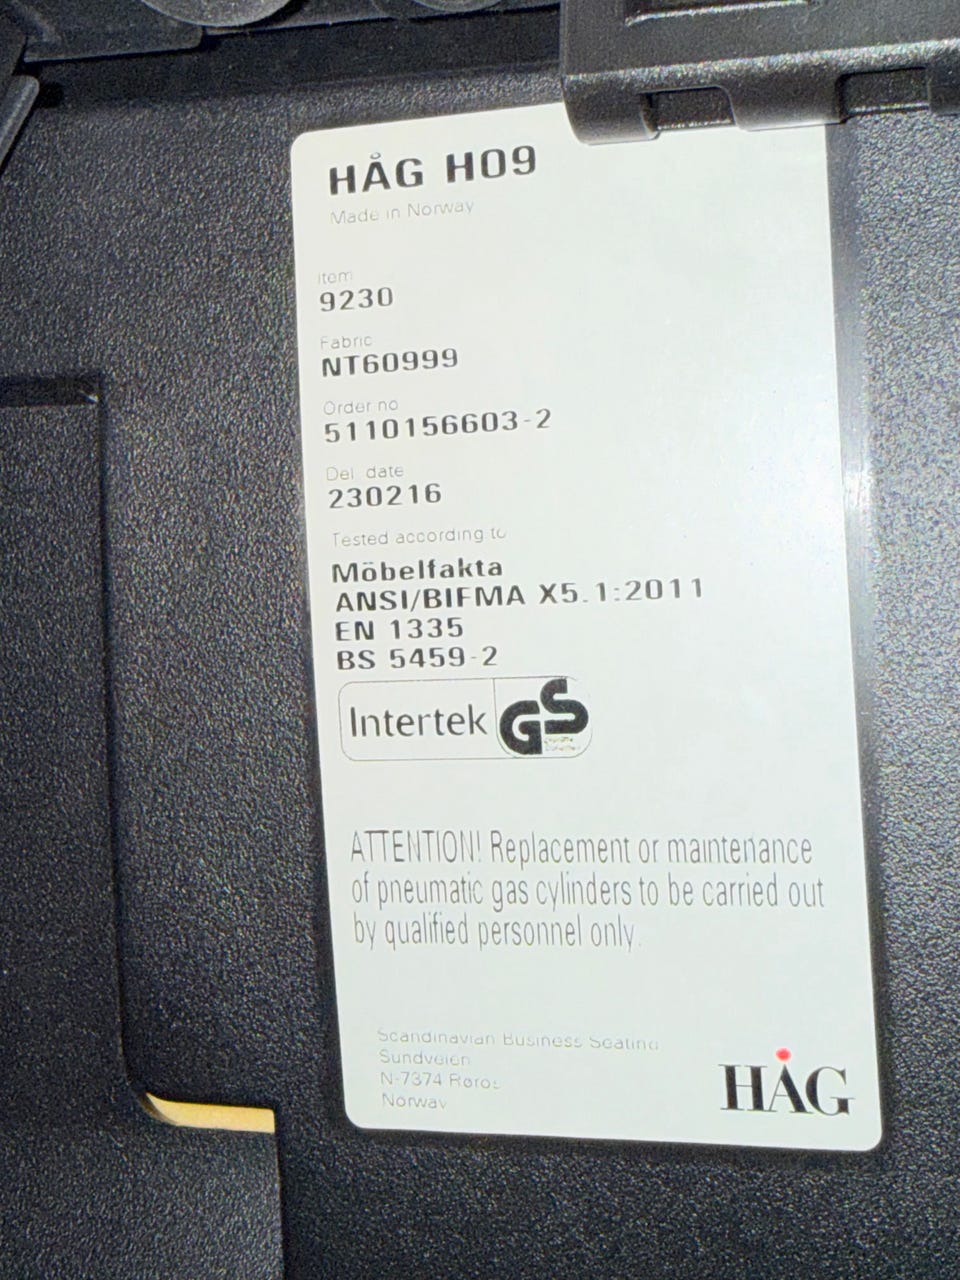 HÅG H09
Made in Norway
Item
9230
Fabric
NT60999
Order no
5110156603-2
Del. date
230216
Tested according to
Möbelfakta
ANSI/BIFMA X5.1:2011
EN 1335
BS 5459-2
Intertek GS
ATTENTION! Replacement or maintenance
of pneumatic gas cylinders to be carried out
by qualified personnel only.
Scandinavian Business Seating
Sundveien
N-7374 Røros
Norway
HÅG